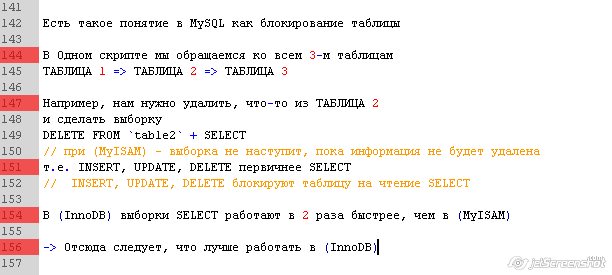 141
142 Есть такое понятие в MySQL как блокирование таблицы
143
144 В Одном скрипте мы обращаемся ко всем 3-м таблицам
145 ТАБЛИЦА 1 => ТАБЛИЦА 2 => ТАБЛИЦА 3
146
147 Например, нам нужно удалить, что-то из ТАБЛИЦА 2
148 и сделать выборку
149 DELETE FROM `table2` + SELECT
150 // при (MyISAM) - выборка не наступит, пока информация не будет удалена
151 т.е. INSERT, UPDATE, DELETE первичнее SELECT
152 // INSERT, UPDATE, DELETE блокируют таблицу на чтение SELECT
153
154 В (InnoDB) выборки SELECT работают в 2 раза быстрее, чем в (MyISAM)
155
156 -> Отсюда следует, что лучше работать в (InnoDB)
157
jetScreenshot